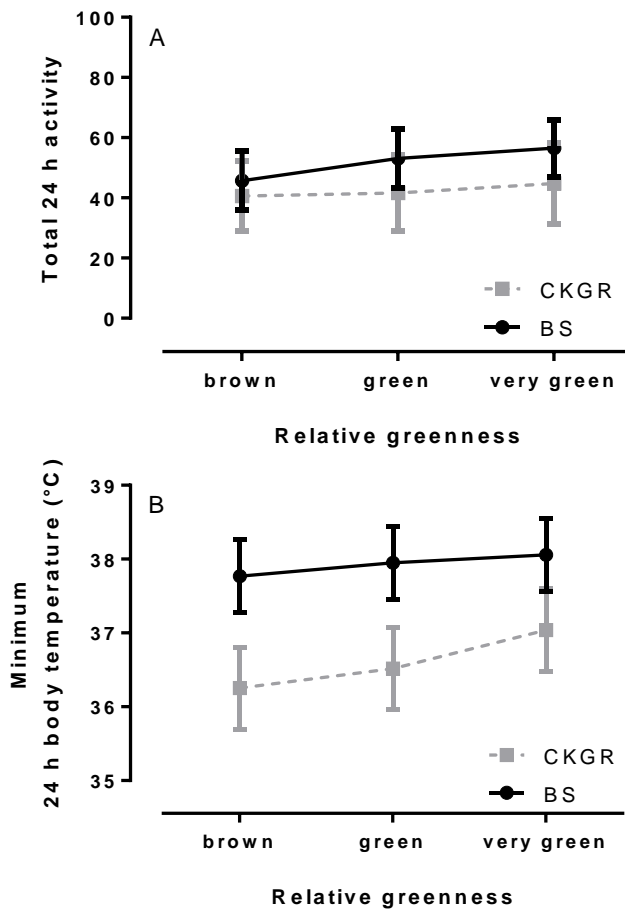 A
Total 24 h activity
100
80
60
40
20
0
CKGR
BS
brown green very green
Relative greenness
B
Minimum
24 h body temperature (°C)
39
38
37
36
35
CKGR
BS
brown green very green
Relative greenness